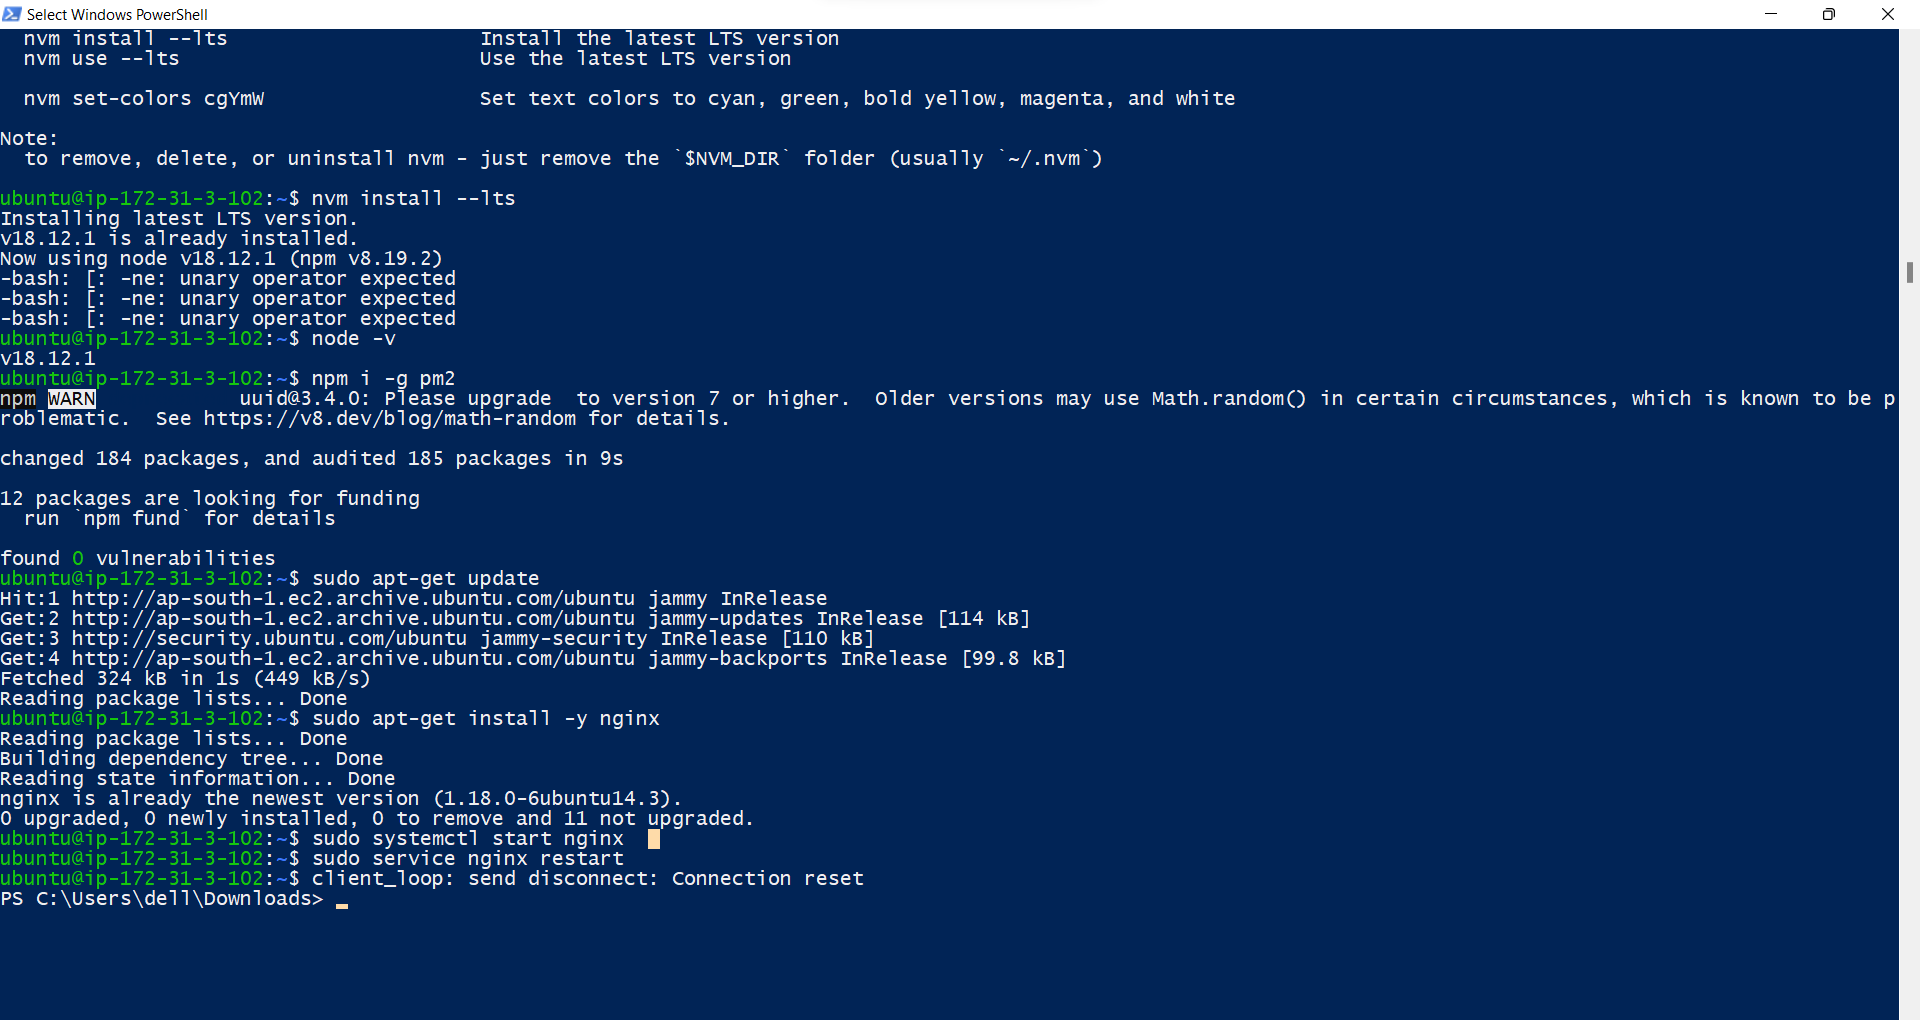 Select Windows PowerShell
nvm install --lts                     Install the latest LTS version
nvm use --lts                         Use the latest LTS version
nvm set-colors cgYmW                  Set text colors to cyan, green, bold yellow, magenta, and white
Note:
to remove, delete, or uninstall nvm - just remove the `$NVM_DIR` folder (usually `~/.nvm`)
ubuntu@ip-172-31-3-102:~$ nvm install --lts
Installing latest LTS version.
v18.12.1 is already installed.
Now using node v18.12.1 (npm v8.19.2)
-bash: [: -ne: unary operator expected
-bash: [: -ne: unary operator expected
-bash: [: -ne: unary operator expected
ubuntu@ip-172-31-3-102:~$ node -v
v18.12.1
ubuntu@ip-172-31-3-102:~$ npm i -g pm2
npm WARN            uuid@3.4.0: Please upgrade  to version 7 or higher.  Older versions may use Math.random() in certain circumstances, which is known to be p
roblematic.  See https://v8.dev/blog/math-random for details.
changed 184 packages, and audited 185 packages in 9s
12 packages are looking for funding
run `npm fund` for details
found 0 vulnerabilities
ubuntu@ip-172-31-3-102:~$ sudo apt-get update
Hit:1 http://ap-south-1.ec2.archive.ubuntu.com/ubuntu jammy InRelease
Get:2 http://ap-south-1.ec2.archive.ubuntu.com/ubuntu jammy-updates InRelease [114 kB]
Get:3 http://security.ubuntu.com/ubuntu jammy-security InRelease [110 kB]
Get:4 http://ap-south-1.ec2.archive.ubuntu.com/ubuntu jammy-backports InRelease [99.8 kB]
Fetched 324 kB in 1s (449 kB/s)
Reading package lists... Done
ubuntu@ip-172-31-3-102:~$ sudo apt-get install -y nginx
Reading package lists... Done
Building dependency tree... Done
Reading state information... Done
nginx is already the newest version (1.18.0-6ubuntu14.3).
0 upgraded, 0 newly installed, 0 to remove and 11 not upgraded.
ubuntu@ip-172-31-3-102:~$ sudo systemctl start nginx
ubuntu@ip-172-31-3-102:~$ sudo service nginx restart
ubuntu@ip-172-31-3-102:~$ client_loop: send disconnect: Connection reset
PS C:\Users\dell\Downloads>